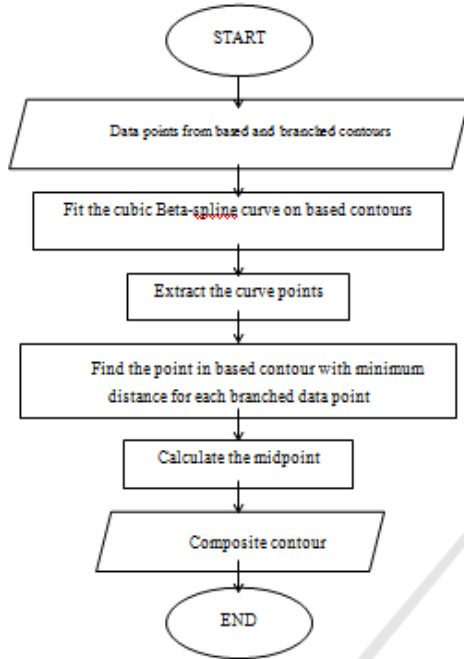 START
Data points from based and branched contours
Fit the cubic Beta-spline curve on based contours
Extract the curve points
Find the point in based contour with minimum
distance for each branched data point
Calculate the midpoint
Composite contour
END